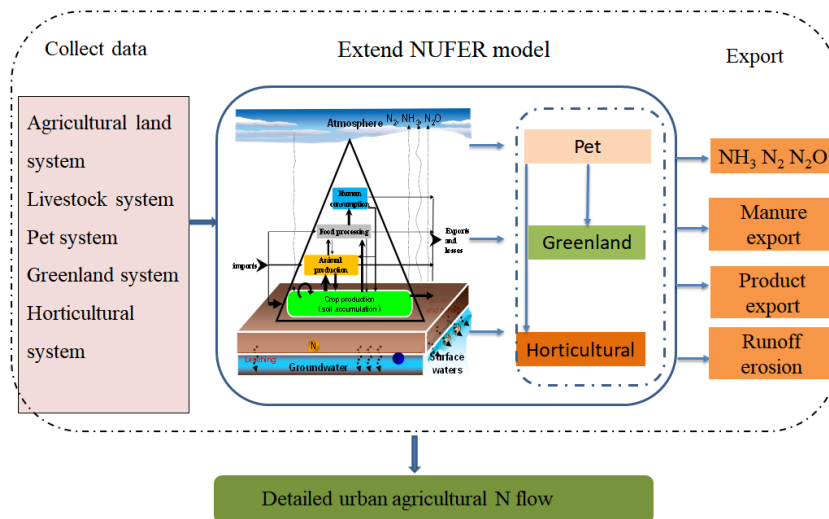 Collect data
Extend NUFER model
Export
Agricultural land
system
Livestock system
Pet system
Greenland system
Horticultural
system
Atmosphere
N2, NH3, N2O
Human
consumption
Food processing
Animal
production
imports
Exports
and
losses
Crop production
(soil accumulation)
N
Leaching
Groundwater
Surface
waters
Pet
Greenland
Horticultural
NH₃ N₂ N₂O
Manure
export
Product
export
Runoff
erosion
Detailed urban agricultural N flow